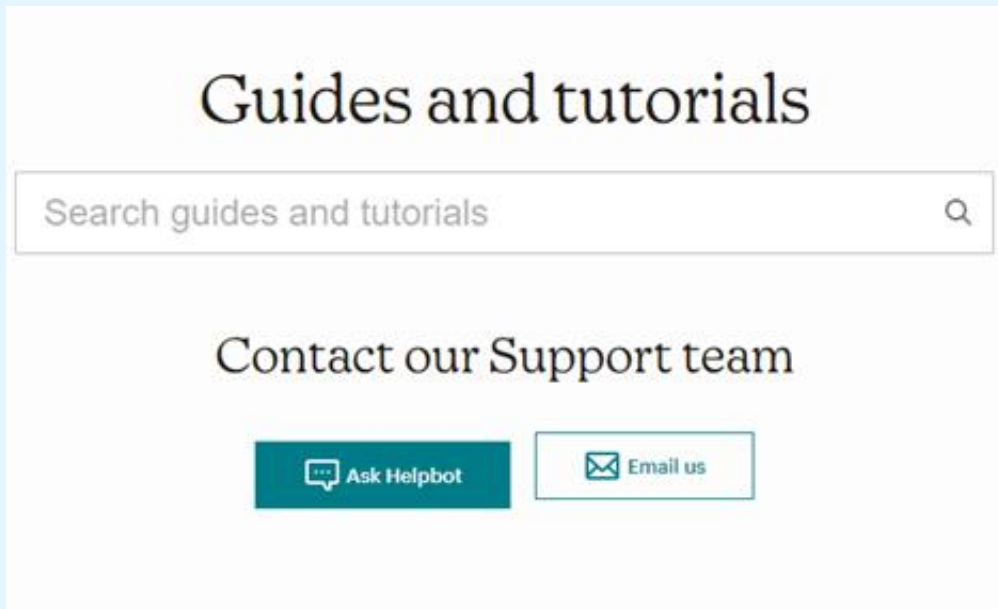 Guides and tutorials
Search guides and tutorials
Contact our Support team
Ask Helpbot
Email us